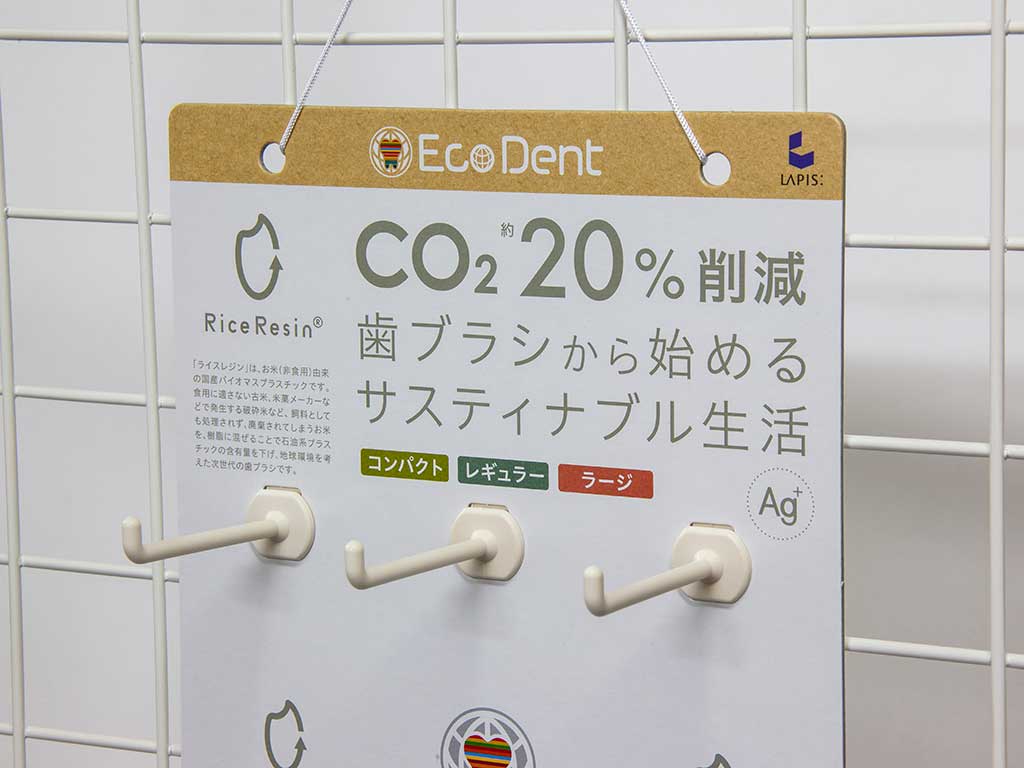 EcoDent
LAPIS:
CO2 約20%削減
歯ブラシから始める
サスティナブル生活
RiceResin®
「ライスレジン」は、お米(非食用)由来
の国産バイオマスプラスチックです。
食用に適さない古米、米菓メーカーな
どで発生する破砕米など、飼料として
も処理されず、廃棄されてしまうお米
を、樹脂に混ぜることで石油系プラス
チックの含有量を下げ、地球環境を考
えた次世代の歯ブラシです。
コンパクト
レギュラー
ラージ
Ag+